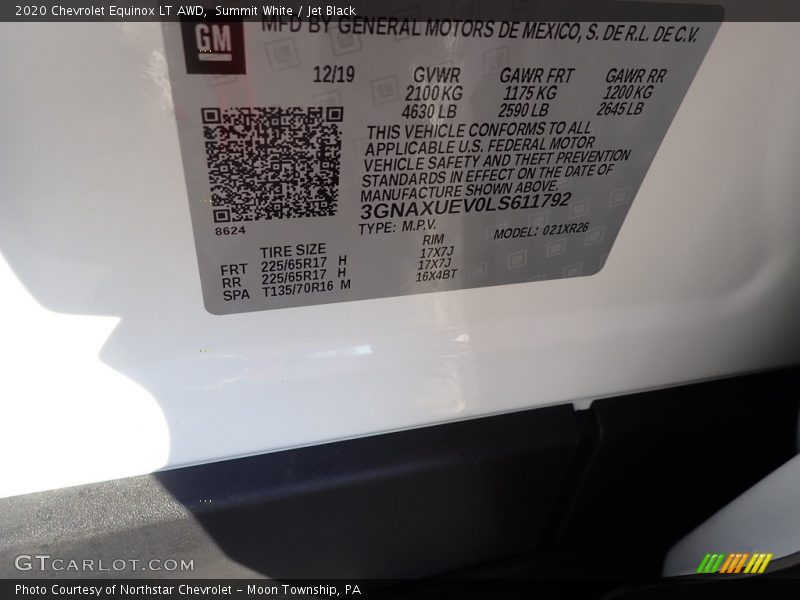 2020 Chevrolet Equinox LT AWD, Summit White / Jet Black
GM
MFD BY GENERAL MOTORS DE MEXICO, S. DE R.L. DE C.V.
12/19 GVWR GAWR FRT GAWR RR
2100 KG 1175 KG 1200 KG
4630 LB 2590 LB 2645 LB
THIS VEHICLE CONFORMS TO ALL
APPLICABLE U.S. FEDERAL MOTOR
VEHICLE SAFETY AND THEFT PREVENTION
STANDARDS IN EFFECT ON THE DATE OF
MANUFACTURE SHOWN ABOVE.
3GNAXUEV0LS611792
8624 TYPE: M.P.V. MODEL: 021XR26
TIRE SIZE RIM
FRT 225/65R17 H 17X7J
RR 225/65R17 H 17X7J
SPA T135/70R16 M 16X4BT
GTcarlot.com
Photo Courtesy of Northstar Chevrolet – Moon Township, PA